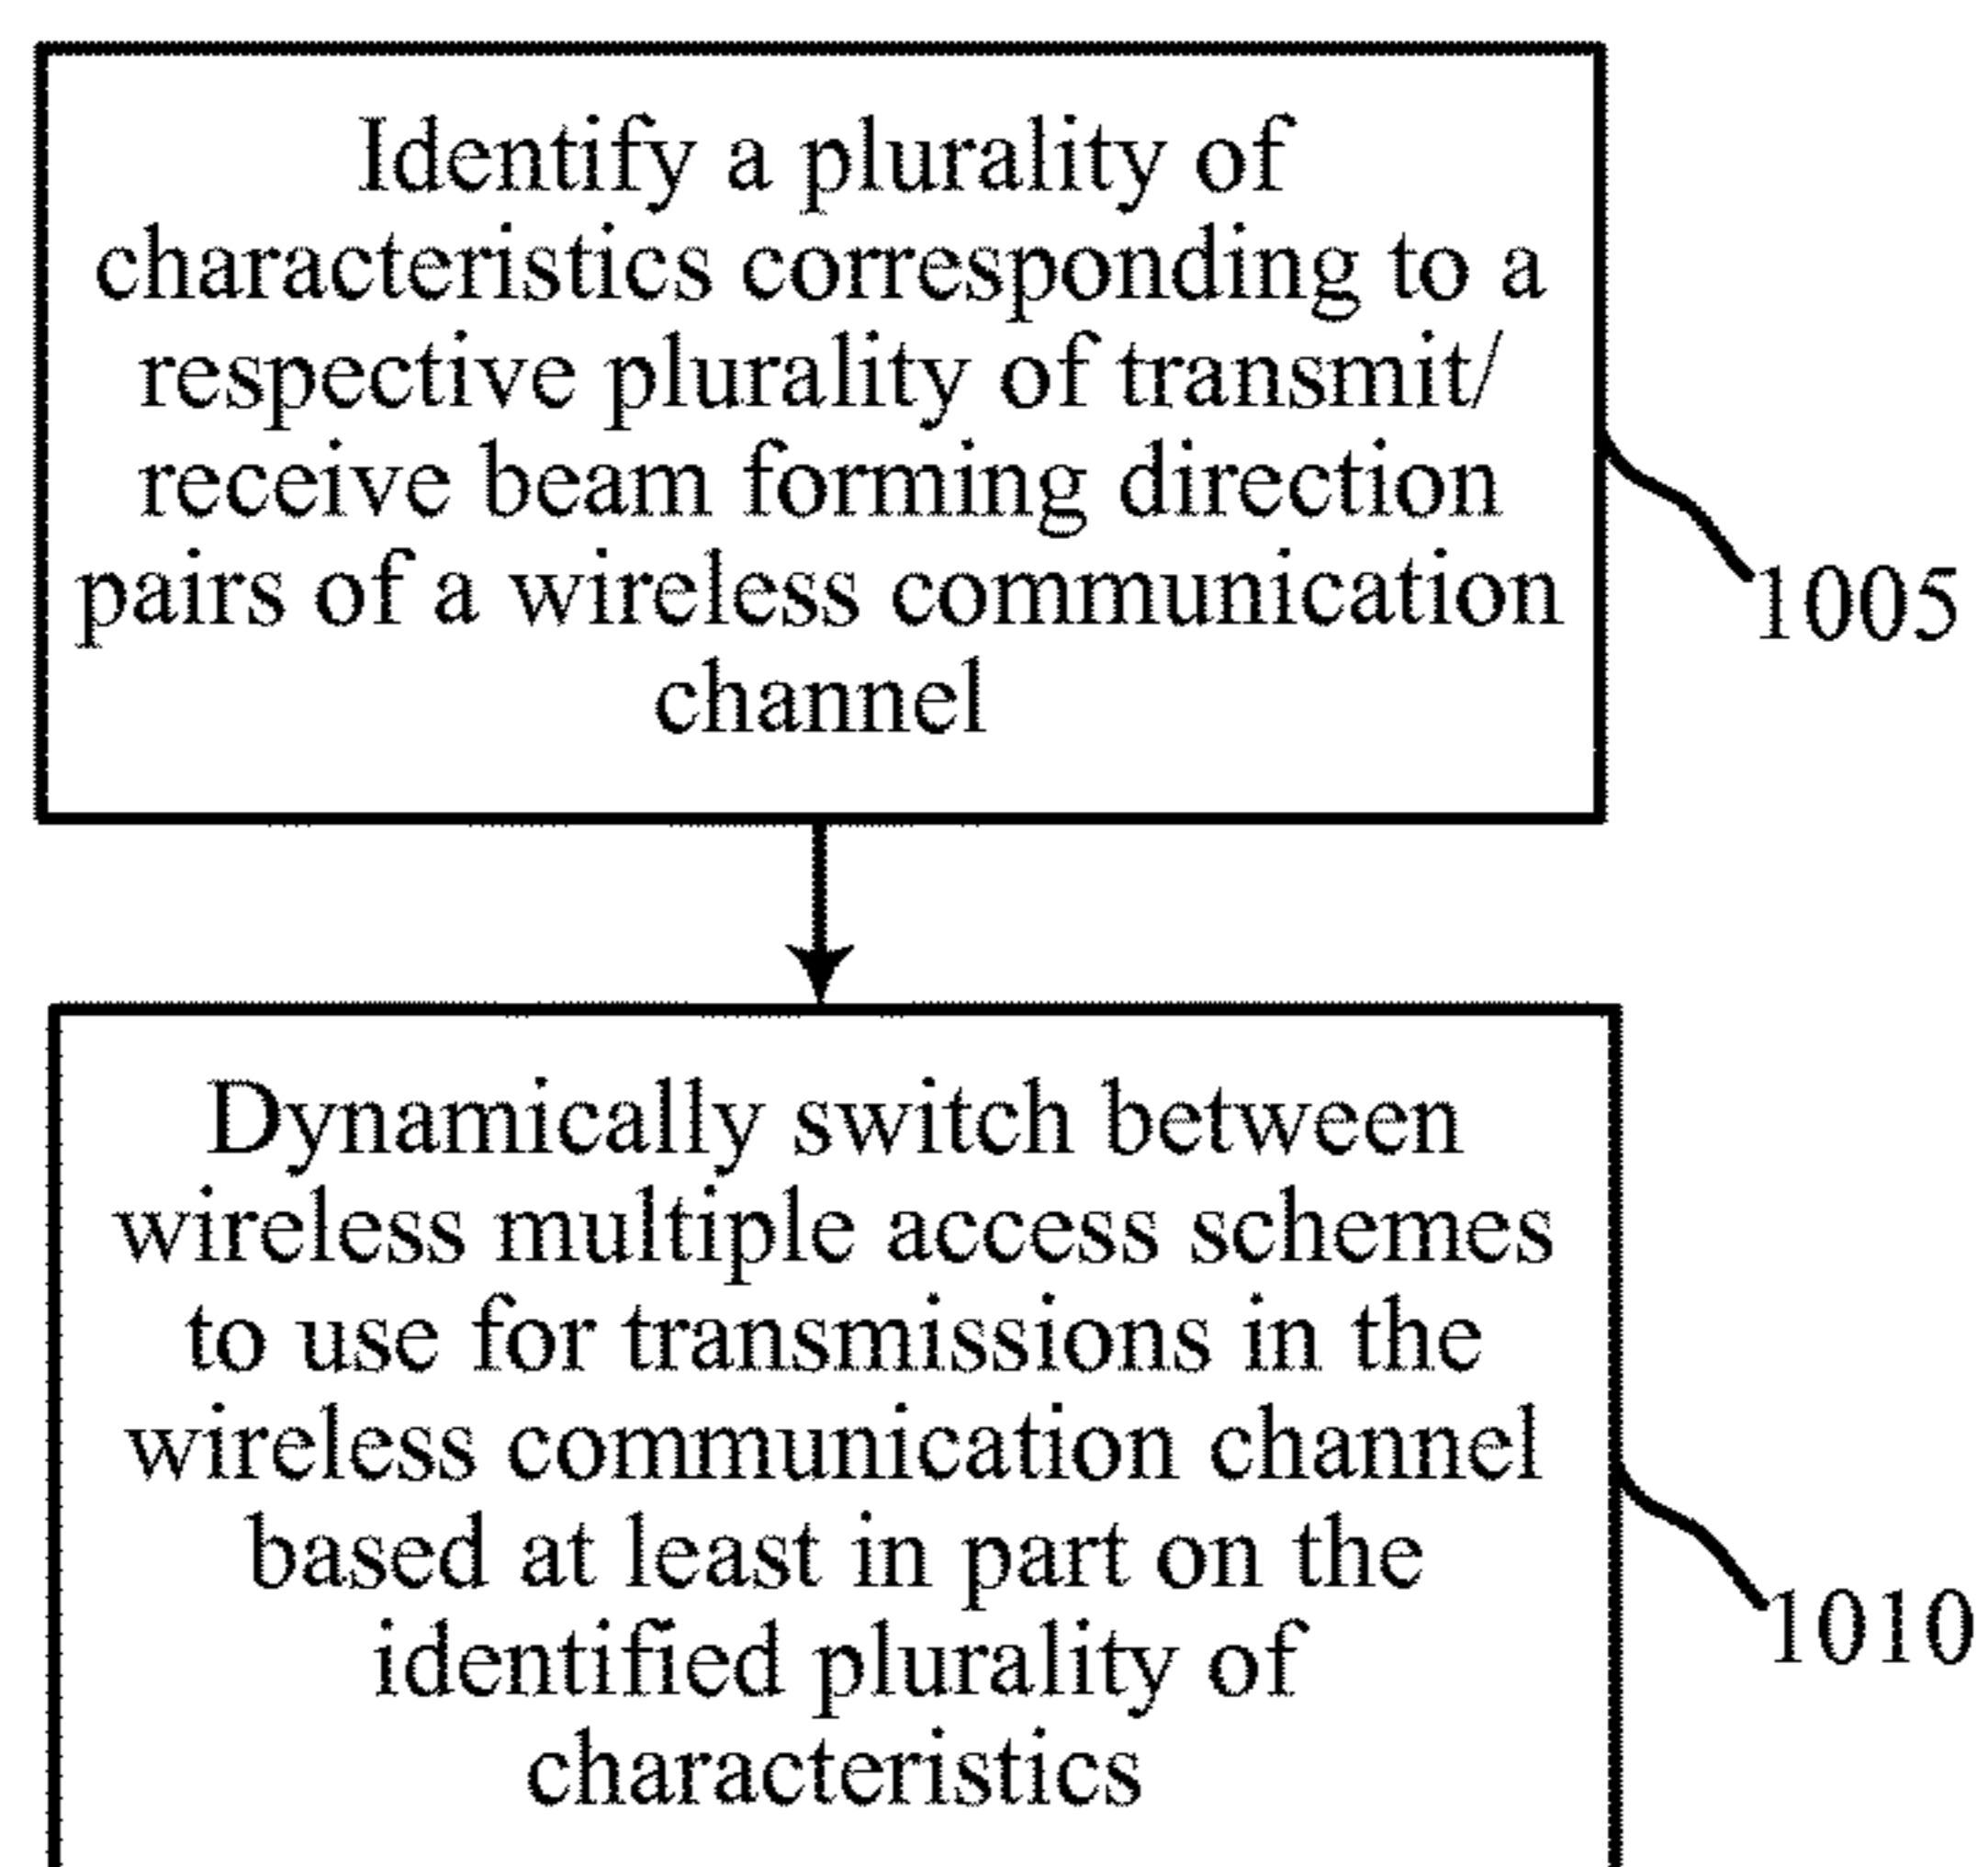 Identify a plurality of
characteristics corresponding to a
respective plurality of transmit/
receive beam forming direction
pairs of a wireless communication
channel
1005
Dynamically switch between
wireless multiple access schemes
to use for transmissions in the
wireless communication channel
based at least in part on the
identified plurality of
characteristics
1010